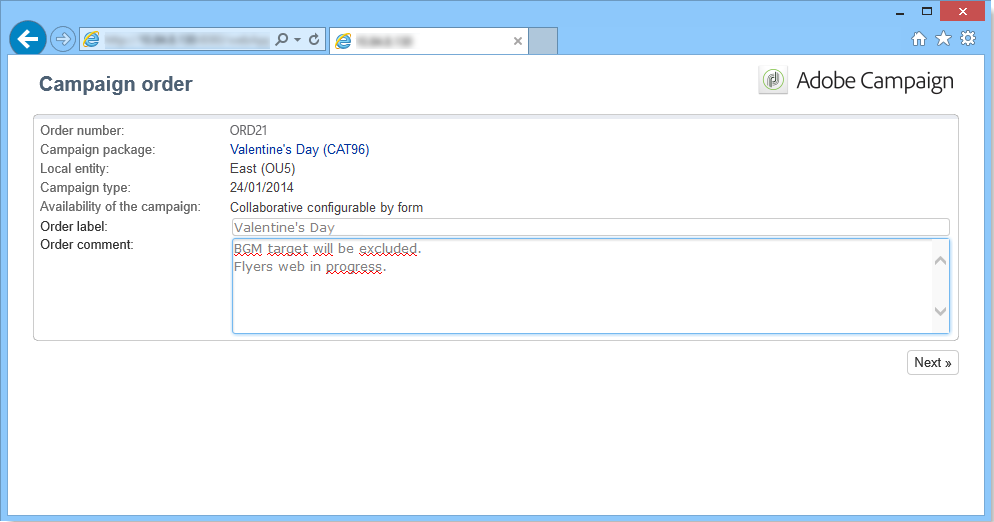 Campaign order
Adobe Campaign
Order number: ORD21
Campaign package: Valentine's Day (CAT96)
Local entity: East (OU5)
Campaign type: 24/01/2014
Availability of the campaign: Collaborative configurable by form
Order label: Valentine's Day
Order comment: BGM target will be excluded.
Flyers web in progress.
Next »